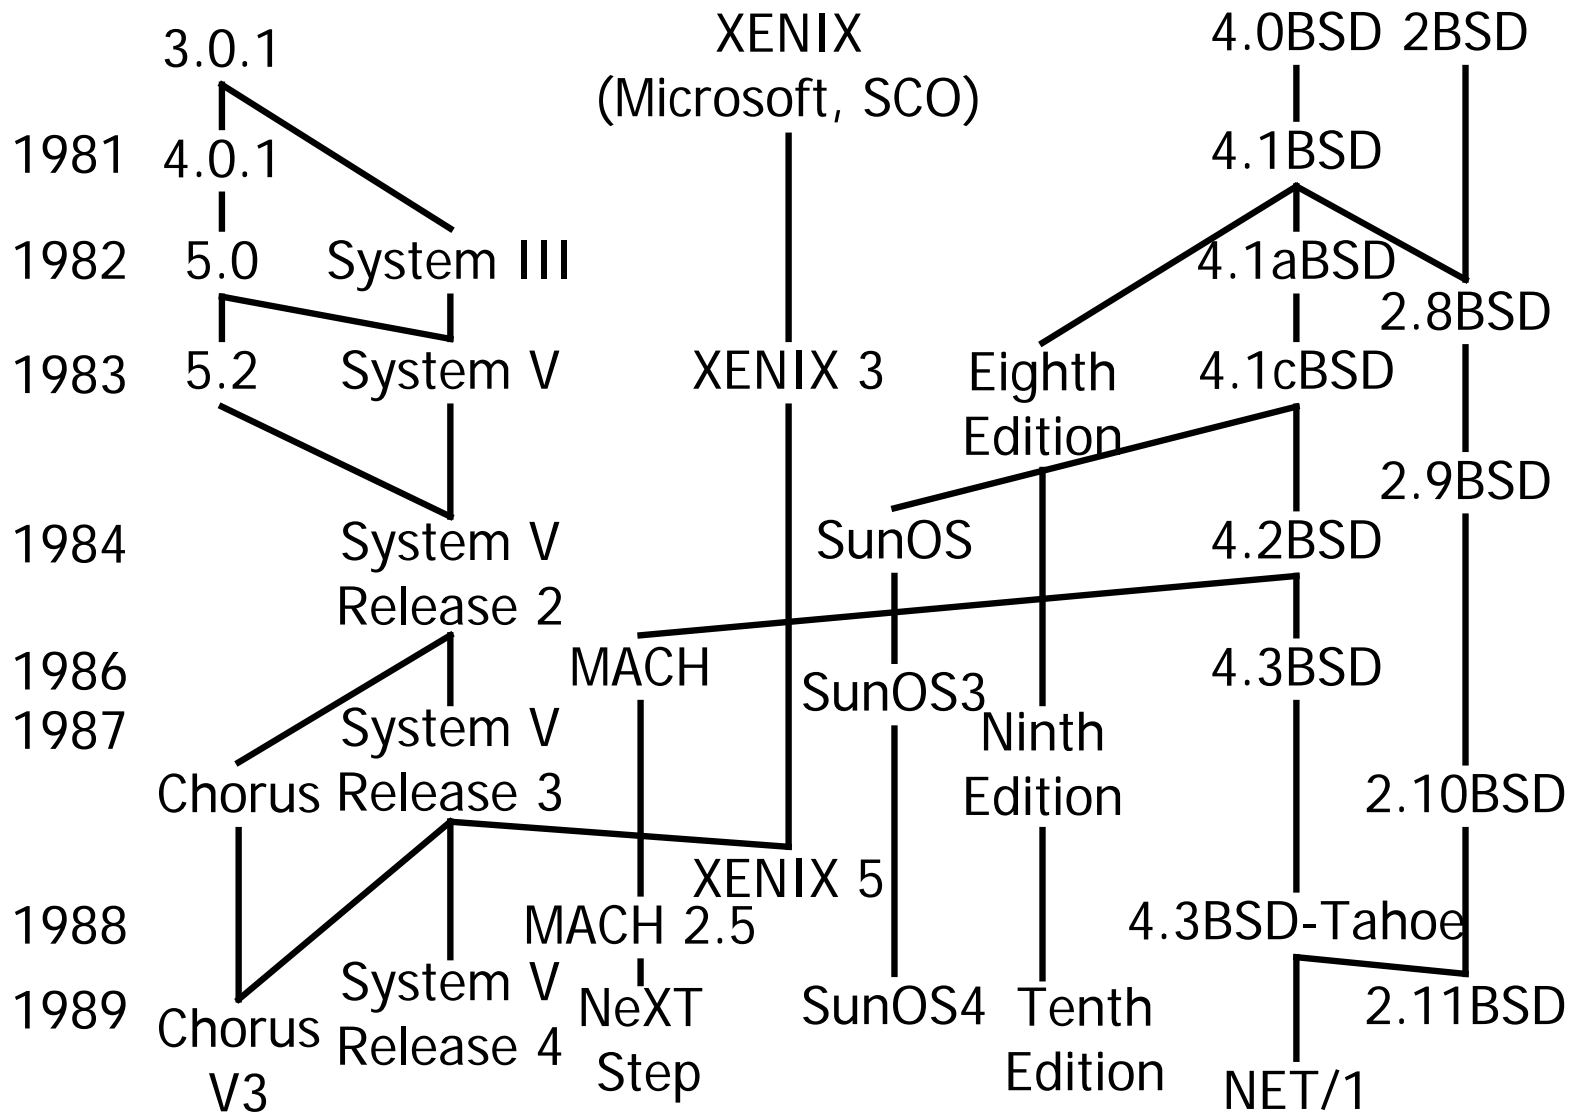 3.0.1
XENIX
(Microsoft, SCO)
4.0BSD 2BSD
1981 4.0.1
4.1BSD
1982 5.0 System III
4.1aBSD
2.8BSD
1983 5.2 System V
XENIX 3
Eighth
Edition
4.1cBSD
2.9BSD
1984 System V
Release 2
SunOS
4.2BSD
1986
MACH
SunOS3
4.3BSD
1987
System V
Release 3
Chorus
Ninth
Edition
2.10BSD
XENIX 5
1988
MACH 2.5
4.3BSD-Tahoe
1989
Chorus
V3
System V
Release 4
NeXT
Step
SunOS4
Tenth
Edition
2.11BSD
NET/1